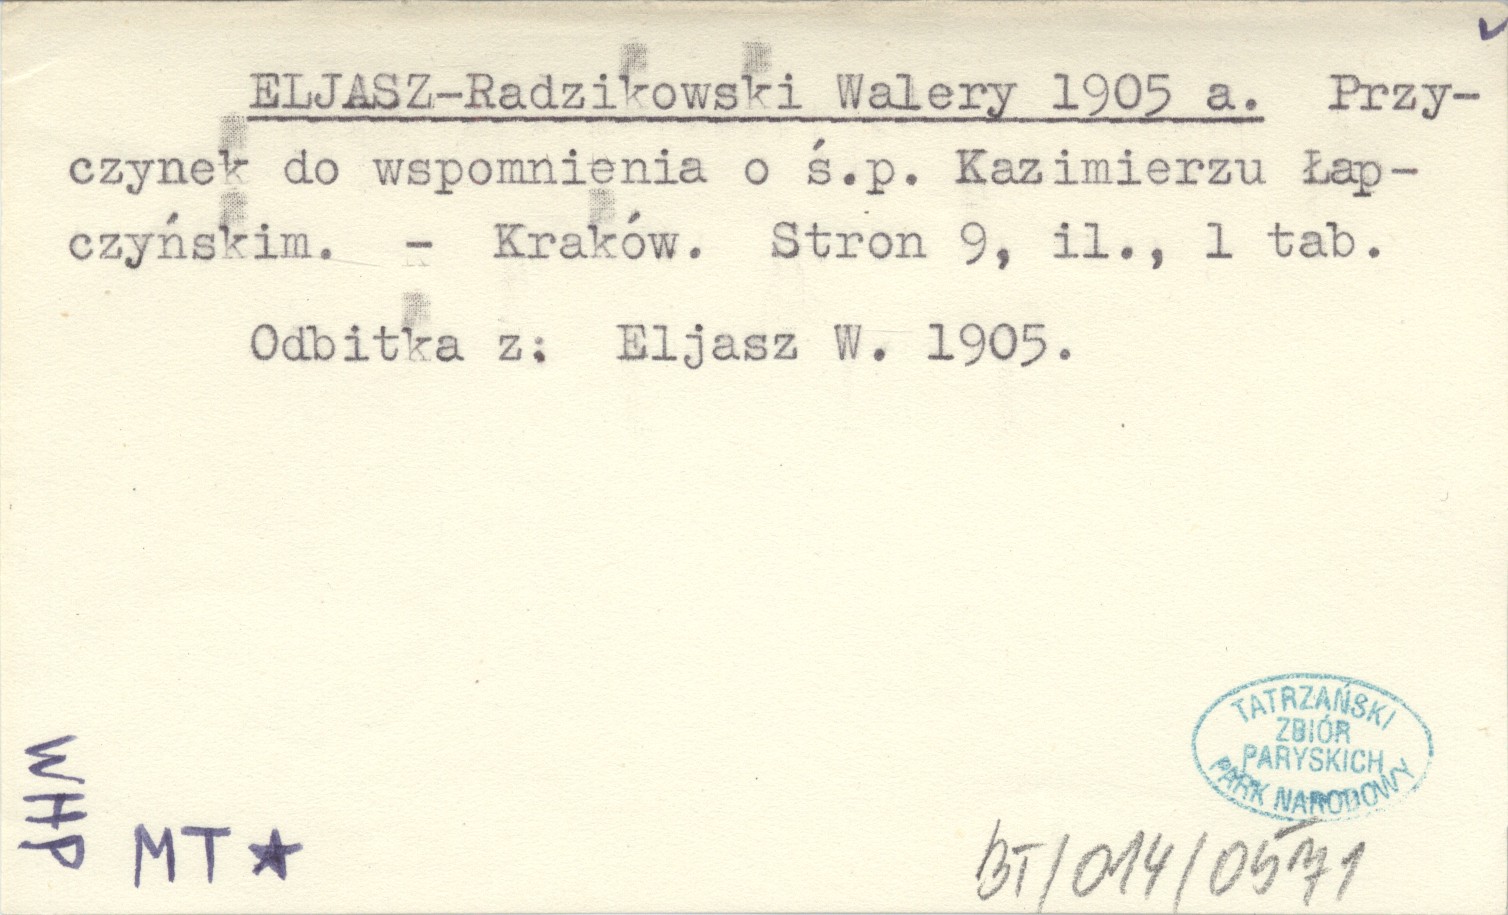 ELJASZ-Radzikowski Walery 1905 a. Przy-
czynek do wspomnienia o ś.p. Kazimierzu Łap-
czyńskim. - Kraków. Stron 9, il., 1 tab.
Odbitka z: Eljasz W. 1905.
TATRZAŃSKI
ZBIÓR
PARYSKICH
PARK NARODOWY
WHP
MT ★
BT/014/0571